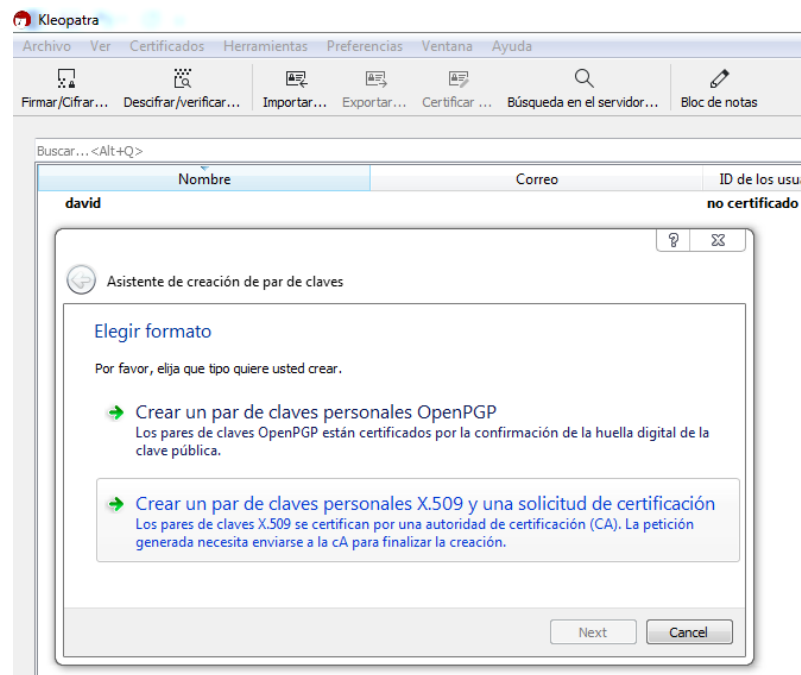 Kleopatra
Archivo Ver Certificados Herramientas Preferencias Ventana Ayuda
Firmar/Cifrar... Descifrar/verificar... Importar... Exportar... Certificar ... Búsqueda en el servidor... Bloc de notas
Buscar...<Alt+Q>
Nombre Correo ID de los usu
david no certificado
Asistente de creación de par de claves
Elegir formato
Por favor, elija que tipo quiere usted crear.
Crear un par de claves personales OpenPGP
Los pares de claves OpenPGP están certificados por la confirmación de la huella digital de la
clave pública.
Crear un par de claves personales X.509 y una solicitud de certificación
Los pares de claves X.509 se certifican por una autoridad de certificación (CA). La petición
generada necesita enviarse a la cA para finalizar la creación.
Next Cancel